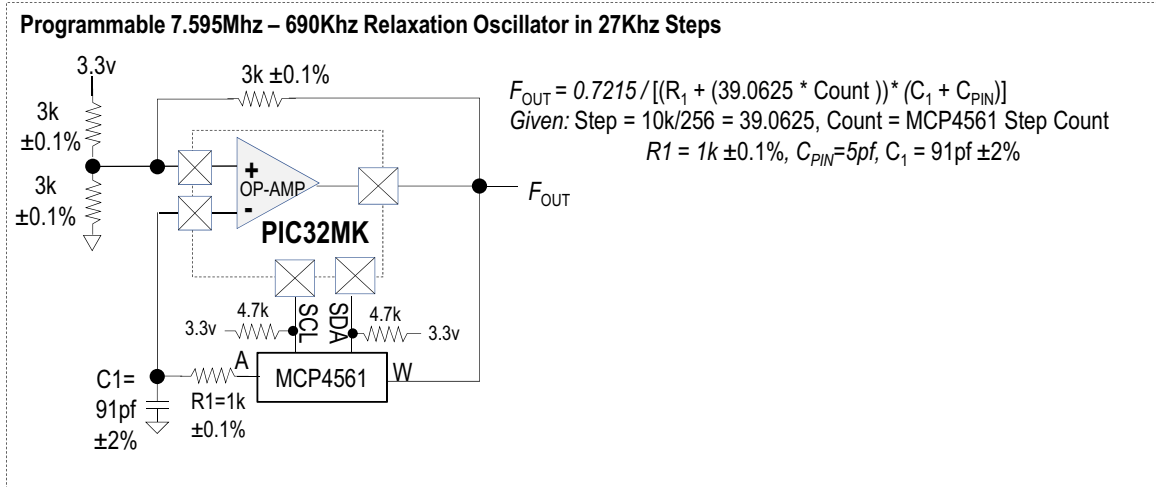 Programmable 7.595Mhz – 690Khz Relaxation Oscillator in 27Khz Steps
3.3v
3k ±0.1%
3k
±0.1%
3k
±0.1%
F_OUT = 0.7215 / [(R1 + (39.0625 * Count ))* (C1 + C_PIN)]
Given: Step = 10k/256 = 39.0625, Count = MCP4561 Step Count
R1 = 1k ±0.1%, C_PIN=5pf, C1 = 91pf ±2%
+
OP-AMP
-
PIC32MK
F_OUT
SCL
SDA
4.7k
3.3v
4.7k
3.3v
A
MCP4561
W
C1=
91pf
±2%
R1=1k
±0.1%